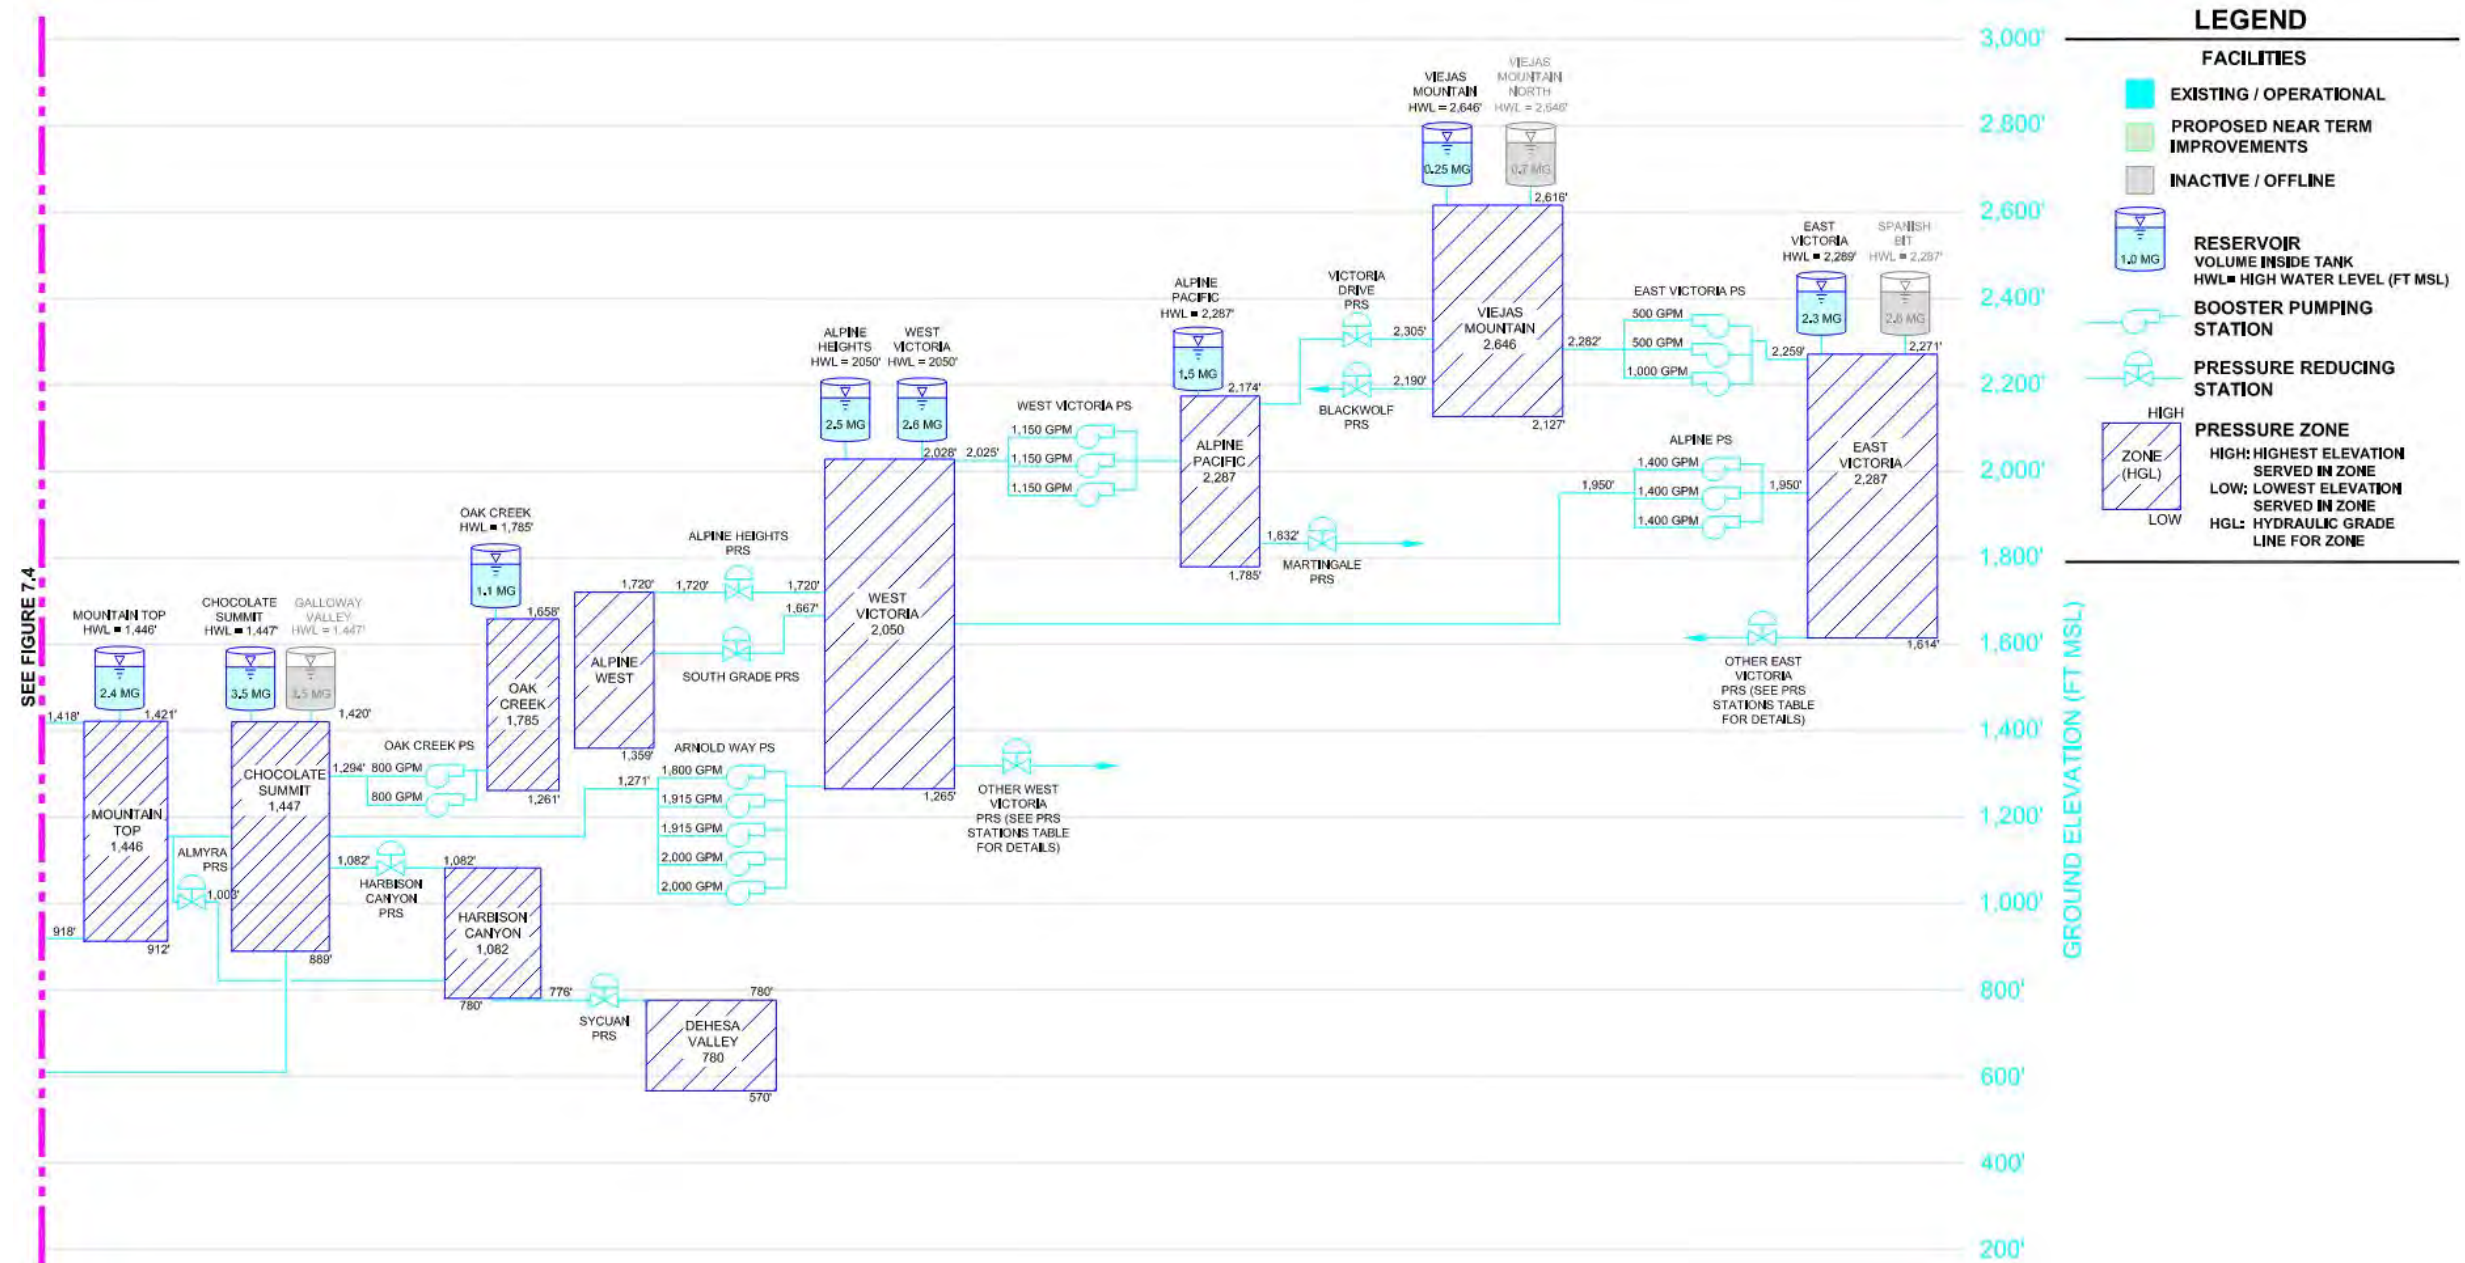 SEE FIGURE 7.4
MOUNTAIN TOP
HWL = 1,446'
2.4 MG
1,418'
1,421'
MOUNTAIN
TOP
1,446
918'
912'
CHOCOLATE
SUMMIT
HWL = 1,447'
3.5 MG
GALLOWAY
VALLEY
HWL = 1,447'
3.5 MG
1,420'
CHOCOLATE
SUMMIT
1,447
889'
ALMYRA
PRS
1,003'
OAK CREEK
HWL = 1,785'
1.1 MG
1,658'
OAK
CREEK
1,785
1,261'
OAK CREEK PS
1,294'
800 GPM
800 GPM
1,082'
HARBISON
CANYON
PRS
1,082'
HARBISON
CANYON
1,082
780'
776'
SYCUAN
PRS
780'
DEHESA
VALLEY
780
570'
1,720'
ALPINE
WEST
1,359'
ALPINE HEIGHTS
PRS
1,720'
1,720'
1,667'
SOUTH GRADE PRS
ARNOLD WAY PS
1,271'
1,800 GPM
1,915 GPM
1,915 GPM
2,000 GPM
2,000 GPM
ALPINE
HEIGHTS
HWL = 2050'
2.5 MG
WEST
VICTORIA
HWL = 2050'
2.6 MG
2,028'
WEST
VICTORIA
2,050
1,265'
OTHER WEST
VICTORIA
PRS (SEE PRS
STATIONS TABLE
FOR DETAILS)
2,025'
WEST VICTORIA PS
1,150 GPM
1,150 GPM
1,150 GPM
ALPINE
PACIFIC
HWL = 2,287'
1.5 MG
2,174'
ALPINE
PACIFIC
2,287
1,785'
1,832'
MARTINGALE
PRS
VICTORIA
DRIVE
PRS
2,305'
2,190'
BLACKWOLF
PRS
VIEJAS
MOUNTAIN
HWL = 2,646'
0.25 MG
VIEJAS
MOUNTAIN
NORTH
HWL = 2,646'
0.7 MG
2,616'
VIEJAS
MOUNTAIN
2,646
2,127'
2,282'
EAST VICTORIA PS
500 GPM
500 GPM
1,000 GPM
2,259'
ALPINE PS
1,950'
1,400 GPM
1,400 GPM
1,400 GPM
1,950'
EAST
VICTORIA
HWL = 2,289'
2.3 MG
SPANISH
BIT
HWL = 2,287'
2,271'
EAST
VICTORIA
2,287
1,614'
OTHER EAST
VICTORIA
PRS (SEE PRS
STATIONS TABLE
FOR DETAILS)
3,000'
2,800'
2,600'
2,400'
2,200'
2,000'
1,800'
1,600'
1,400'
1,200'
1,000'
800'
600'
400'
200'
GROUND ELEVATION (FT MSL)
LEGEND
FACILITIES
EXISTING / OPERATIONAL
PROPOSED NEAR TERM
IMPROVEMENTS
INACTIVE / OFFLINE
1.0 MG
RESERVOIR
VOLUME INSIDE TANK
HWL= HIGH WATER LEVEL (FT MSL)
BOOSTER PUMPING
STATION
PRESSURE REDUCING
STATION
HIGH
ZONE
(HGL)
LOW
PRESSURE ZONE
HIGH: HIGHEST ELEVATION
SERVED IN ZONE
LOW: LOWEST ELEVATION
SERVED IN ZONE
HGL: HYDRAULIC GRADE
LINE FOR ZONE